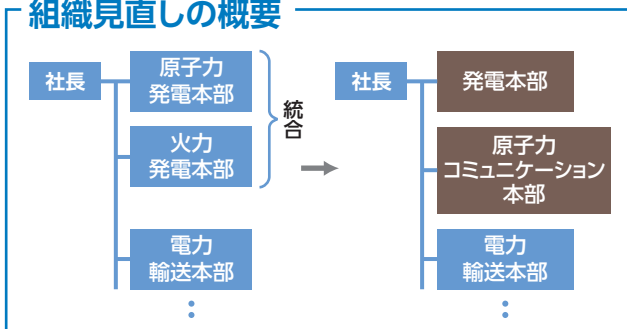 組織見直しの概要
社長
原子力
発電本部
火力
発電本部
電力
輸送本部
統合
社長
発電本部
原子力
コミュニケーション
本部
電力
輸送本部